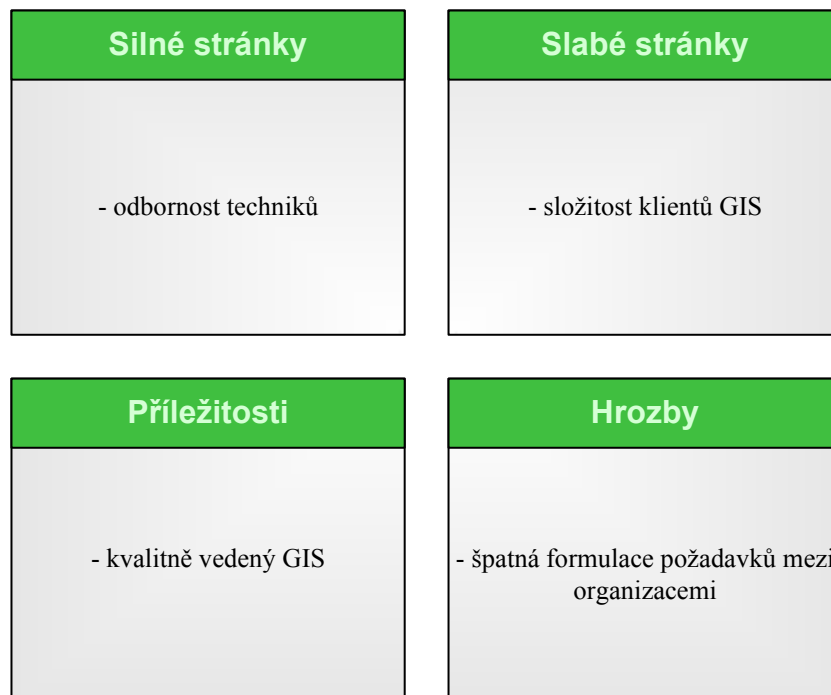 Silné stránky
- odbornost techniků
Slabé stránky
- složitost klientů GIS
Příležitosti
- kvalitně vedený GIS
Hrozby
- špatná formulace požadavků mezi
organizacemi